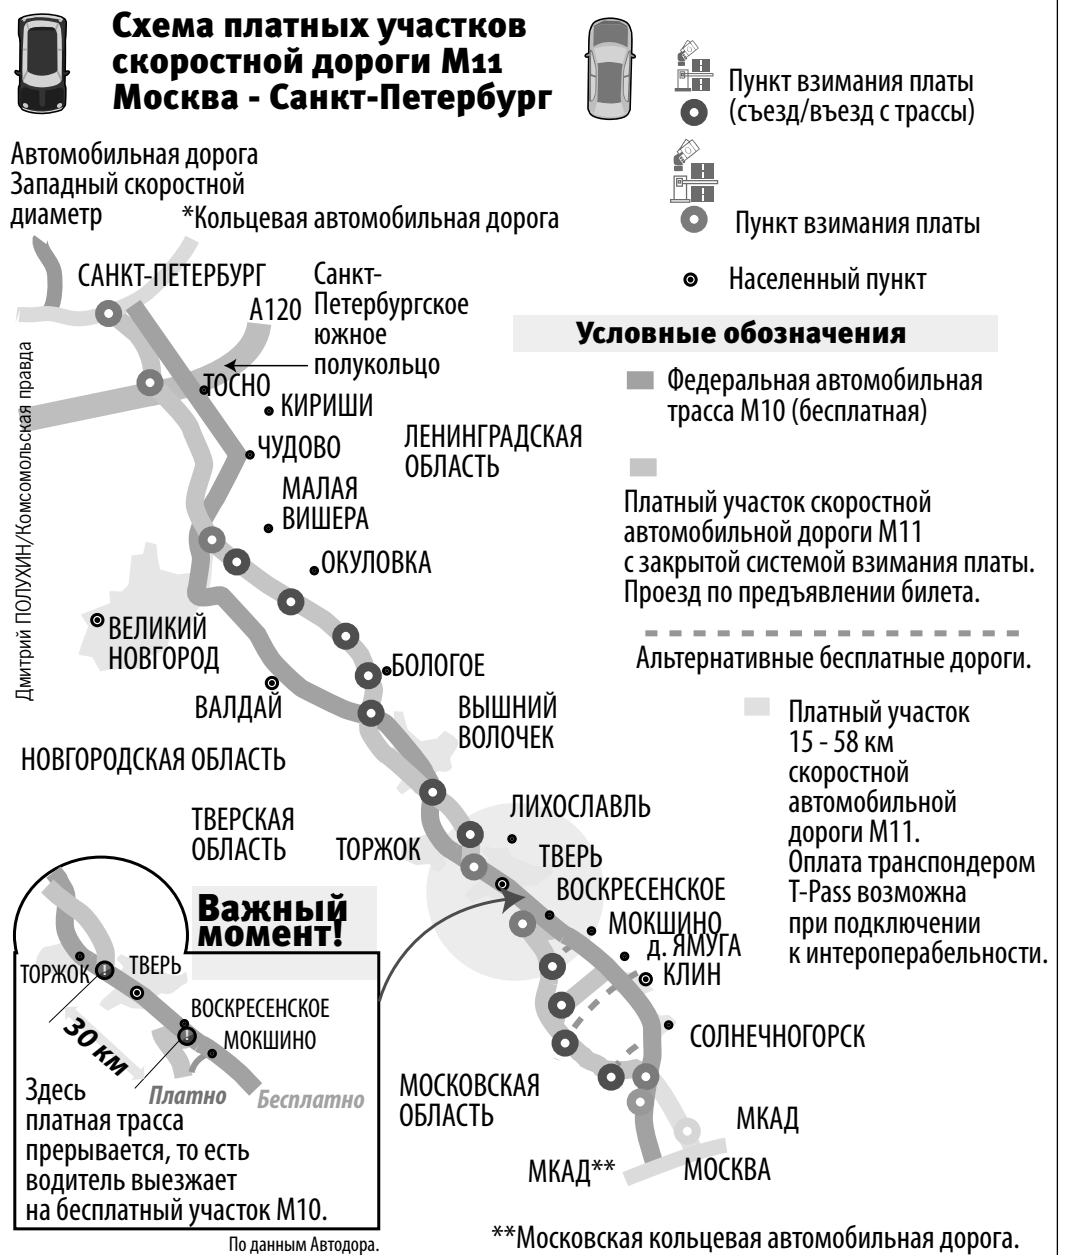 Схема платных участков
скоростной дороги М11
Москва - Санкт-Петербург
Пункт взимания платы
(съезд/въезд с трассы)
Пункт взимания платы
Населенный пункт
Условные обозначения
Федеральная автомобильная
трасса М10 (бесплатная)
Платный участок скоростной
автомобильной дороги М11
с закрытой системой взимания платы.
Проезд по предъявлении билета.
Альтернативные бесплатные дороги.
Платный участок
15 - 58 км
скоростной
автомобильной
дороги М11.
Оплата транспондером
T-Pass возможна
при подключении
к интероперабельности.
Автомобильная дорога
Западный скоростной
диаметр
*Кольцевая автомобильная дорога
САНКТ-ПЕТЕРБУРГ
А120
Санкт-
Петербургское
южное
полукольцо
ТОСНО
КИРИШИ
ЧУДОВО
ЛЕНИНГРАДСКАЯ
ОБЛАСТЬ
МАЛАЯ
ВИШЕРА
ОКУЛОВКА
ВЕЛИКИЙ
НОВГОРОД
БОЛОГОЕ
ВАЛДАЙ
ВЫШНИЙ
ВОЛОЧЕК
НОВГОРОДСКАЯ ОБЛАСТЬ
ТВЕРСКАЯ
ОБЛАСТЬ
ТОРЖОК
ЛИХОСЛАВЛЬ
ТВЕРЬ
ВОСКРЕСЕНСКОЕ
МОКШИНО
д. ЯМУГА
КЛИН
СОЛНЕЧНОГОРСК
МОСКОВСКАЯ
ОБЛАСТЬ
МКАД
МКАД**
МОСКВА
Важный
момент!
ТОРЖОК
ТВЕРЬ
ВОСКРЕСЕНСКОЕ
МОКШИНО
30 км
Платно
Бесплатно
Здесь
платная трасса
прерывается, то есть
водитель выезжает
на бесплатный участок М10.
По данным Автодора.
**Московская кольцевая автомобильная дорога.
Дмитрий ПОЛУХИН/Комсомольская правда